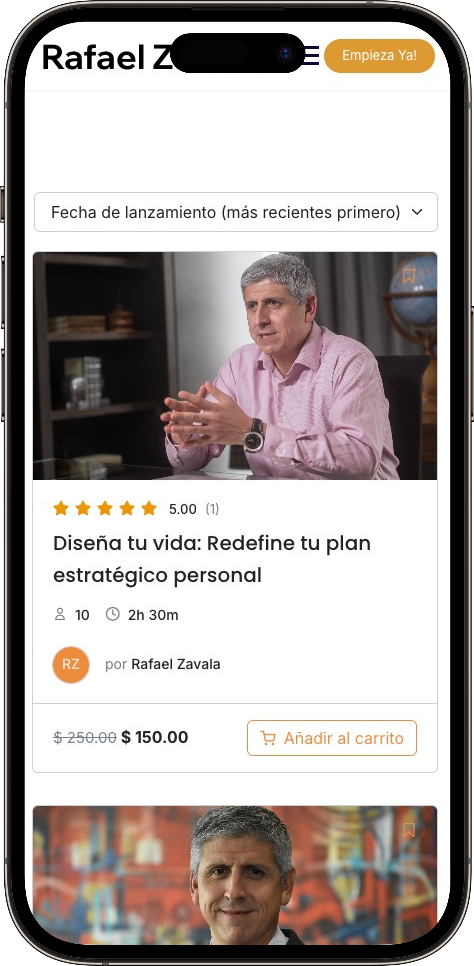 Rafael Z
Empieza Ya!
Fecha de lanzamiento (más recientes primero)
5.00 (1)
Diseña tu vida: Redefine tu plan
estratégico personal
10 2h 30m
RZ por Rafael Zavala
$ 250.00 $ 150.00 Añadir al carrito